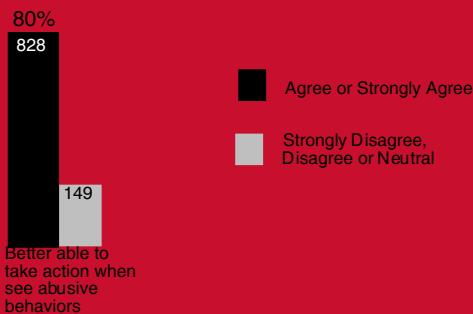 80%
828
149
Agree or Strongly Agree
Strongly Disagree,
Disagree or Neutral
Better able to
take action when
see abusive
behaviors